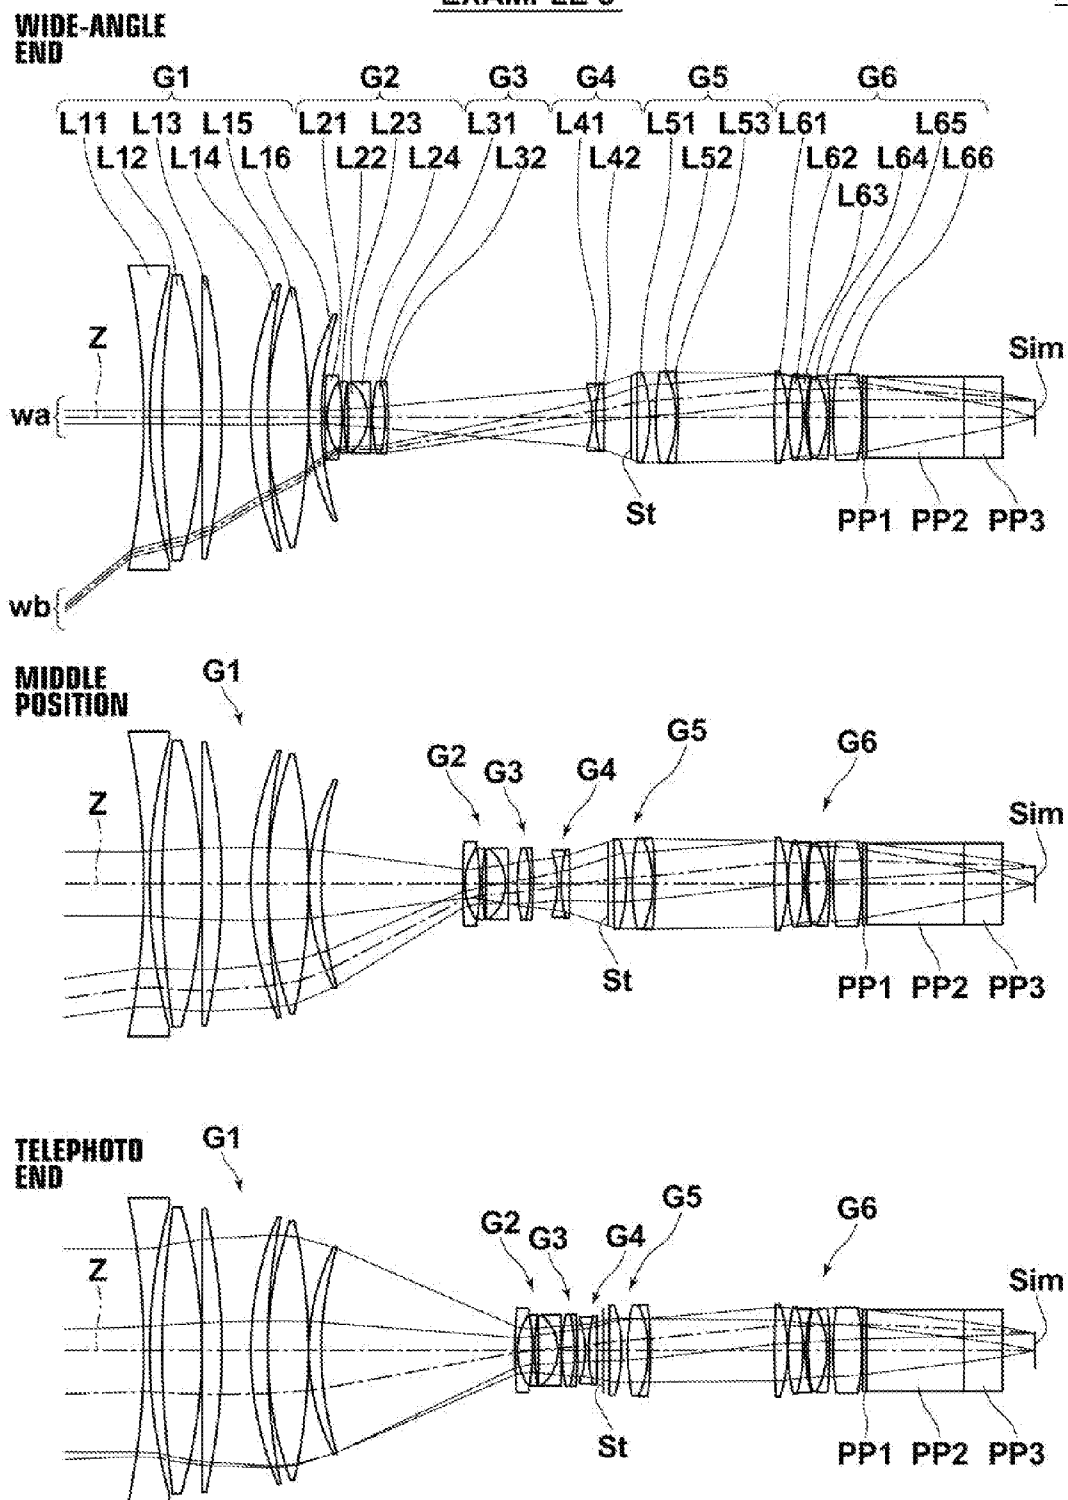 WIDE-ANGLE
END
G1 G2 G3 G4 G5 G6
L11 L13 L15 L21 L23 L31 L41 L51 L53 L61 L65
L12 L14 L16 L22 L24 L32 L42 L52 L62 L64 L66
L63
Z
Sim
wa
St
PP1 PP2 PP3
wb
MIDDLE
POSITION
G1
G2 G3 G4 G5 G6
Z
Sim
St
PP1 PP2 PP3
TELEPHOTO
END
G1
G2 G3 G4 G5 G6
Z
Sim
St
PP1 PP2 PP3